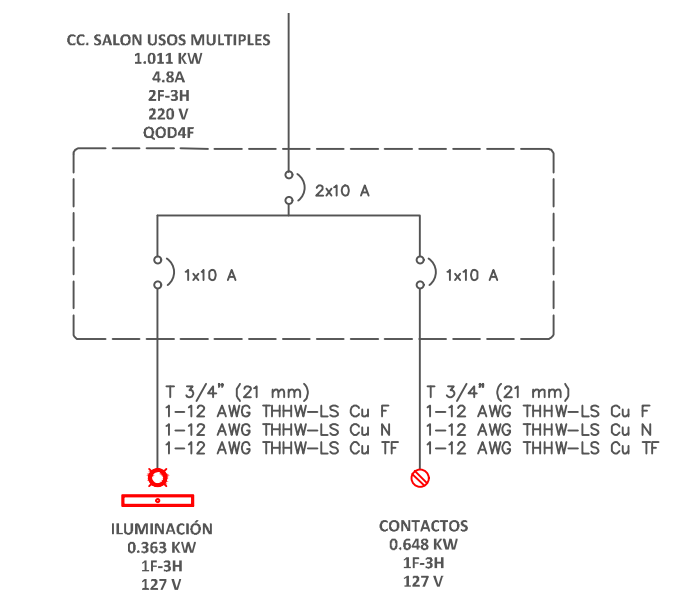 CC. SALON USOS MULTIPLES
1.011 KW
4.8A
2F-3H
220 V
QOD4F
2x10 A
1x10 A
1x10 A
T 3/4" (21 mm)
1-12 AWG THHW-LS Cu F
1-12 AWG THHW-LS Cu N
1-12 AWG THHW-LS Cu TF
T 3/4" (21 mm)
1-12 AWG THHW-LS Cu F
1-12 AWG THHW-LS Cu N
1-12 AWG THHW-LS Cu TF
ILUMINACIÓN
0.363 KW
1F-3H
127 V
CONTACTOS
0.648 KW
1F-3H
127 V